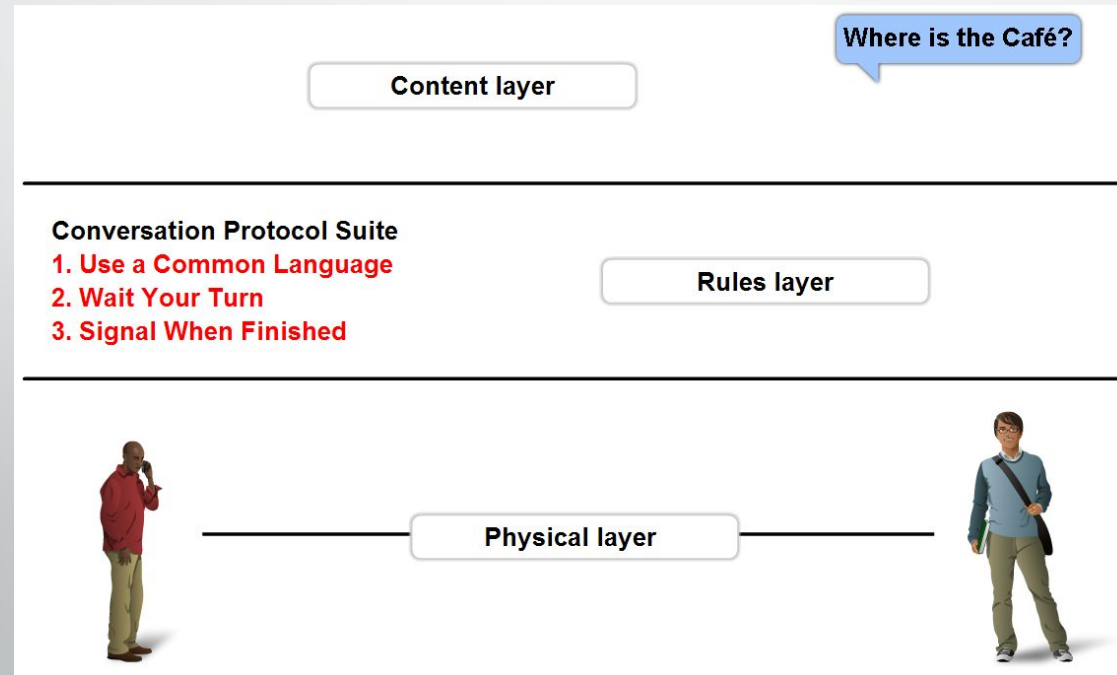 Where is the Café?
Content layer
Conversation Protocol Suite
1. Use a Common Language
2. Wait Your Turn
3. Signal When Finished
Rules layer
Physical layer